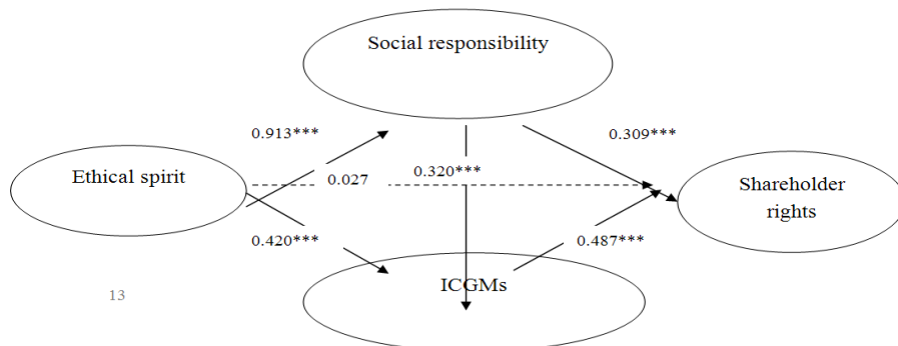 Social responsibility
0.913***
0.309***
Ethical spirit
0.027
0.320***
Shareholder
rights
0.420***
0.487***
ICGMs
13